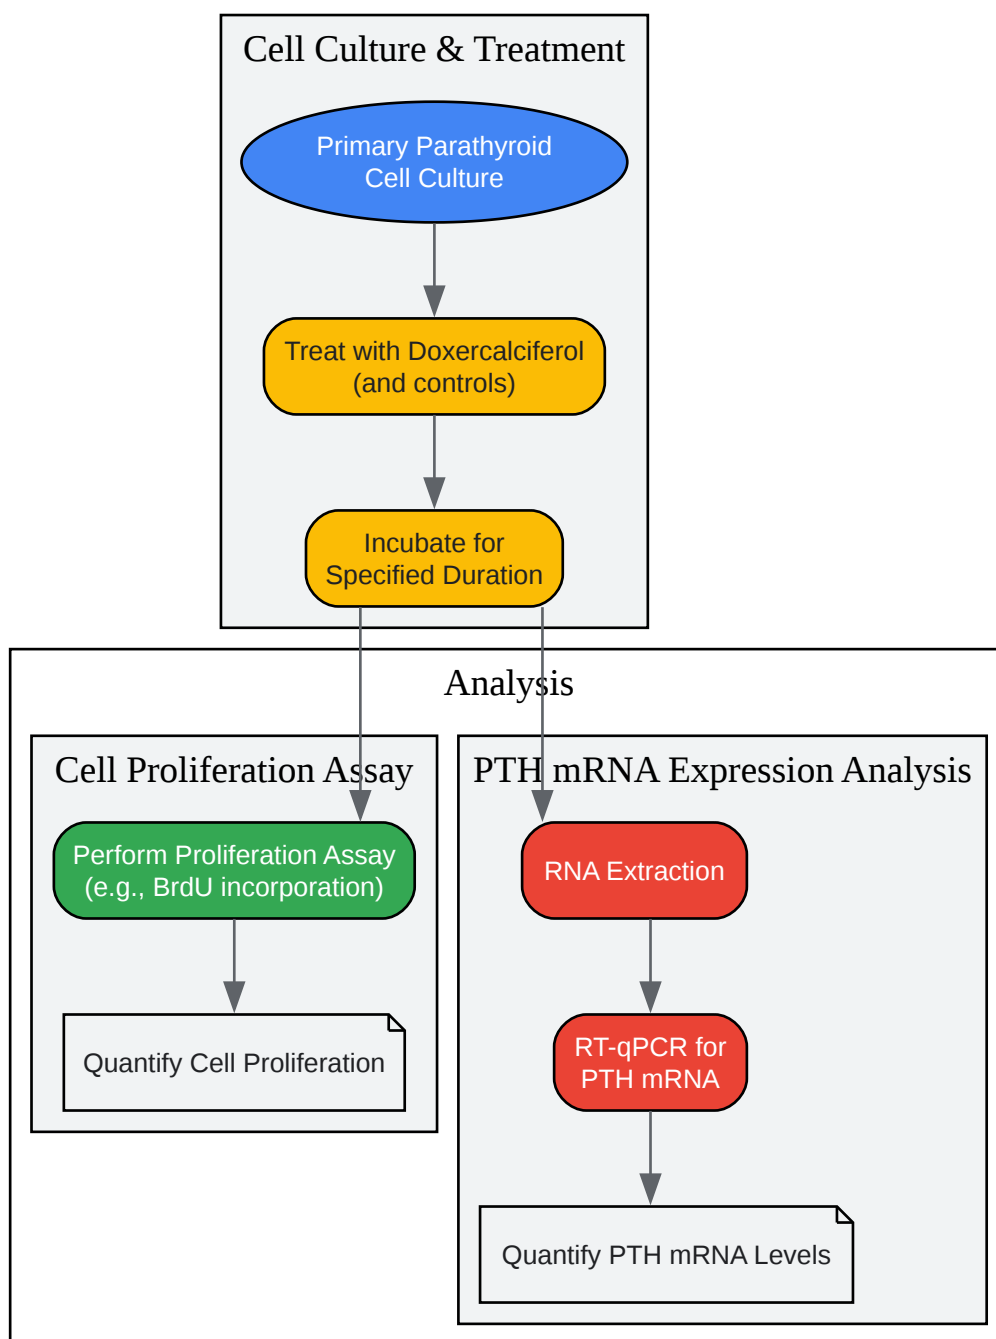 Cell Culture & Treatment
Primary Parathyroid
Cell Culture
Treat with Doxercalciferol
(and controls)
Incubate for
Specified Duration
Analysis
Cell Proliferation Assay
Perform Proliferation Assay
(e.g., BrdU incorporation)
Quantify Cell Proliferation
PTH mRNA Expression Analysis
RNA Extraction
RT-qPCR for
PTH mRNA
Quantify PTH mRNA Levels